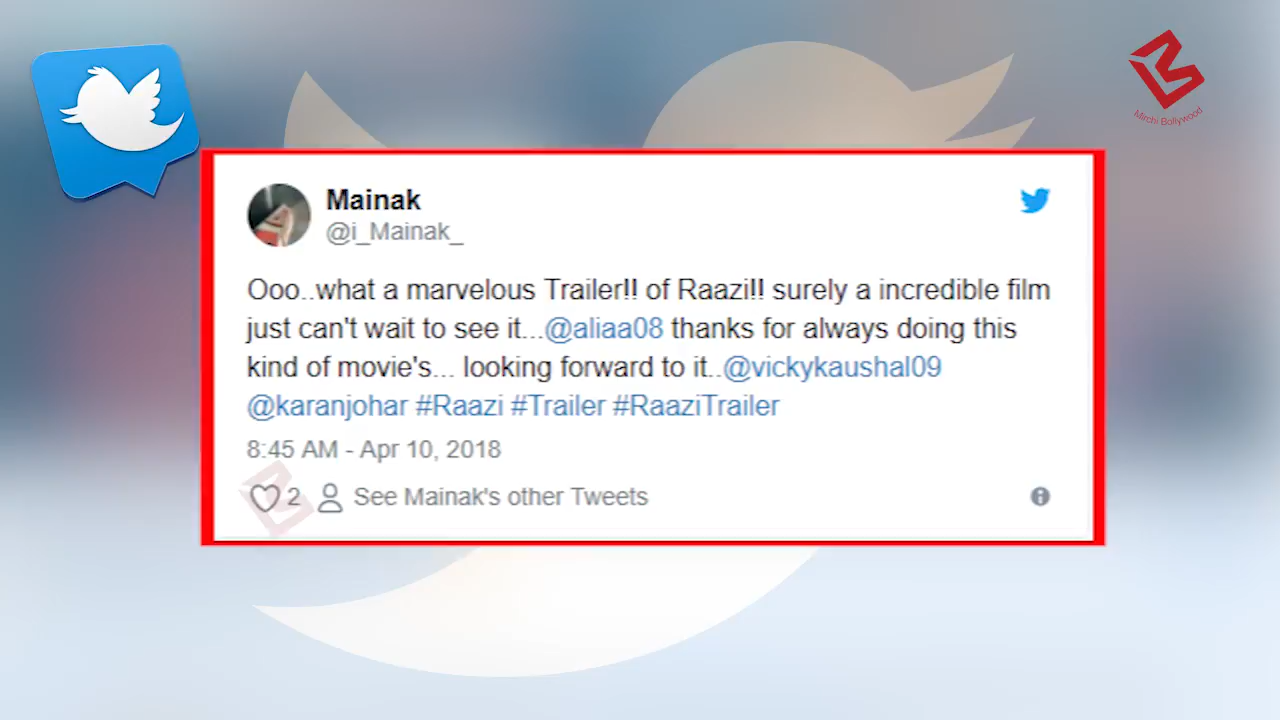 Mirchi Bollywood
Mainak
@i_Mainak_
Ooo..what a marvelous Trailer!! of Raazi!! surely a incredible film
just can't wait to see it...@aliaa08 thanks for always doing this
kind of movie's... looking forward to it..@vickykaushal09
@karanjohar #Raazi #Trailer #RaaziTrailer
8:45 AM - Apr 10, 2018
2 See Mainak's other Tweets